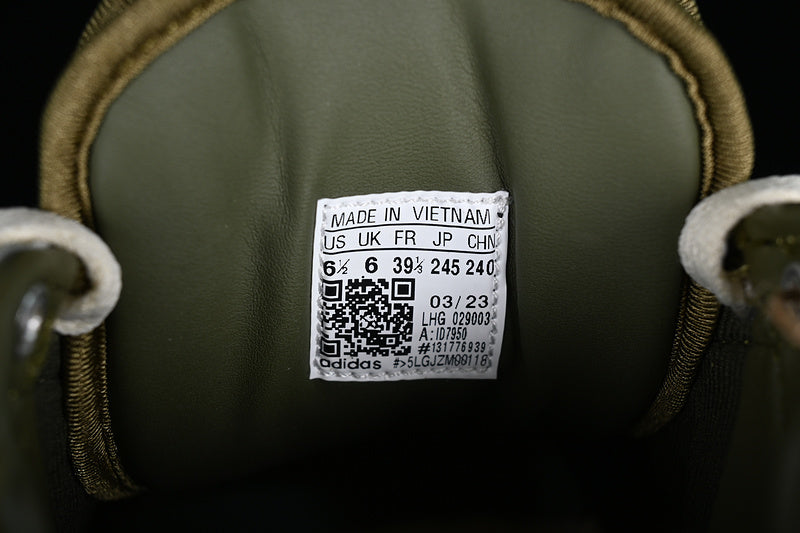 MADE IN VIETNAM
US UK FR JP CHN
6½ 6 39⅓ 245 240
03/23
LHG 029003
A:ID7950
#131776939
adidas #>5LGJZM00118